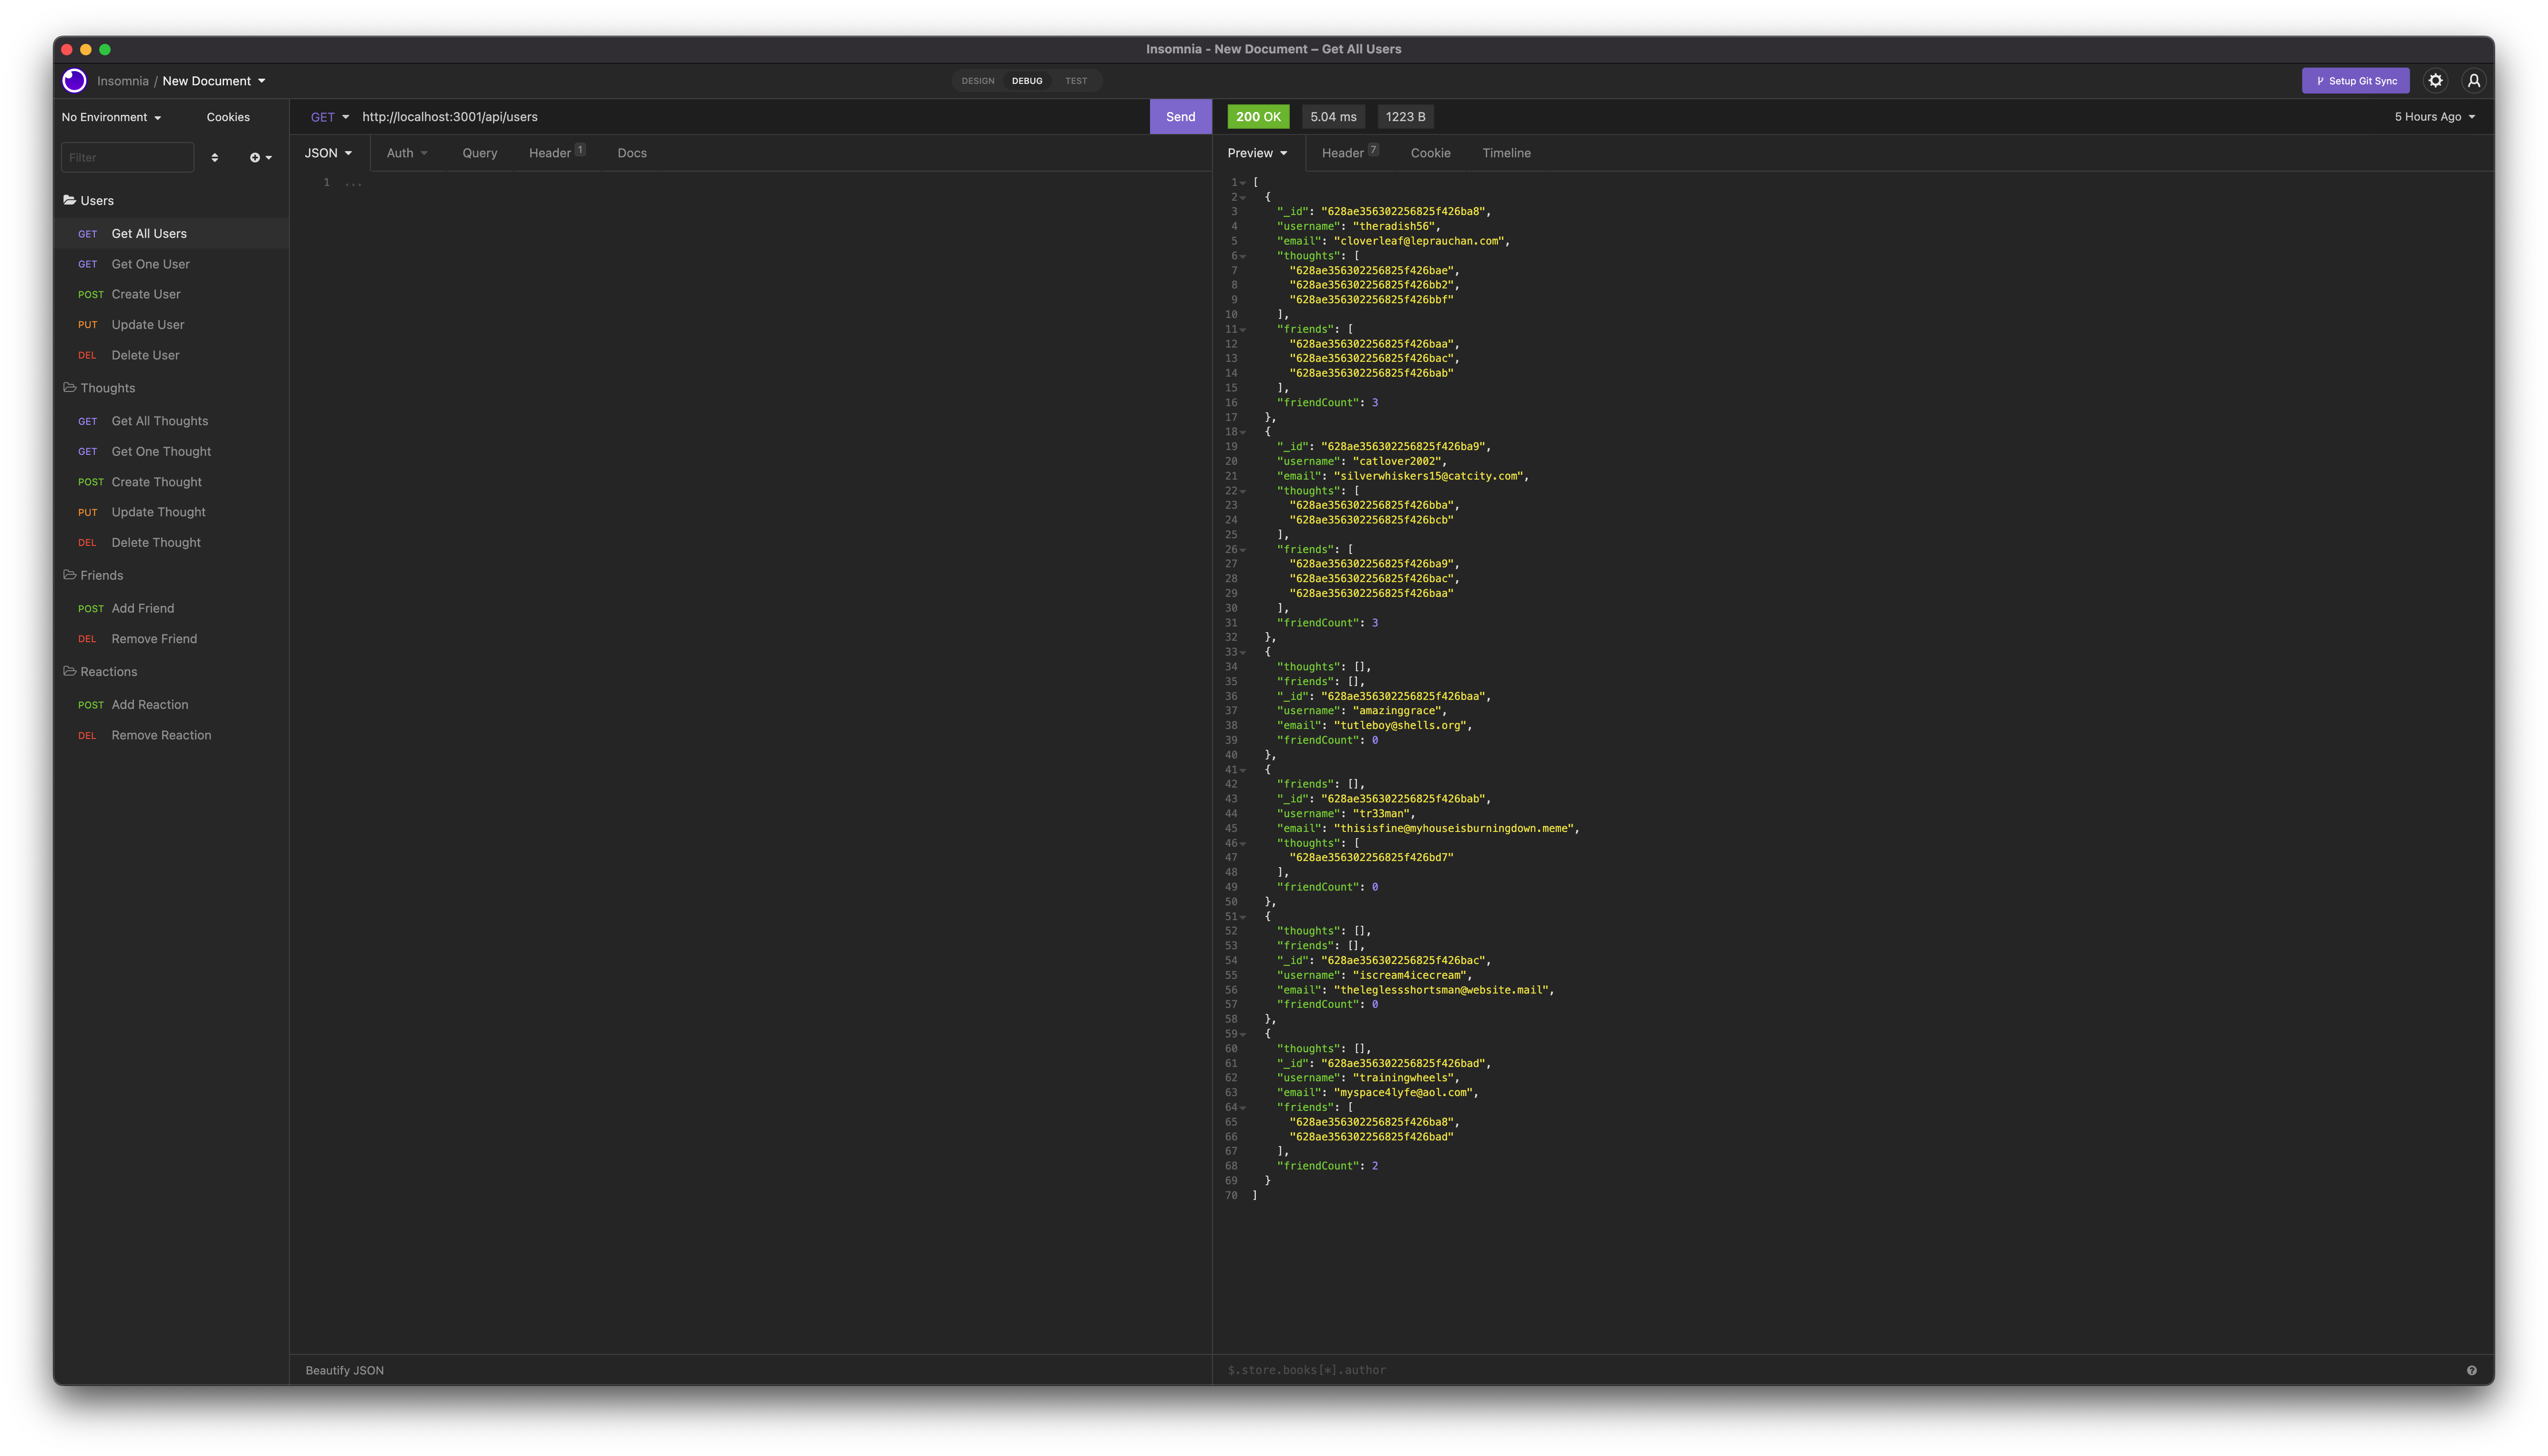 Insomnia - New Document – Get All Users
Insomnia / New Document
DESIGN DEBUG TEST
Setup Git Sync
No Environment Cookies
Filter
Users
GET Get All Users
GET Get One User
POST Create User
PUT Update User
DEL Delete User
Thoughts
GET Get All Thoughts
GET Get One Thought
POST Create Thought
PUT Update Thought
DEL Delete Thought
Friends
POST Add Friend
DEL Remove Friend
Reactions
POST Add Reaction
DEL Remove Reaction
GET http://localhost:3001/api/users Send
JSON Auth Query Header 1 Docs
1 ...
Beautify JSON
200 OK 5.04 ms 1223 B 5 Hours Ago
Preview Header 7 Cookie Timeline
1 [
2 {
3 "_id": "628ae356302256825f426ba8",
4 "username": "theradish56",
5 "email": "cloverleaf@leprauchan.com",
6 "thoughts": [
7 "628ae356302256825f426bae",
8 "628ae356302256825f426bb2",
9 "628ae356302256825f426bbf"
10 ],
11 "friends": [
12 "628ae356302256825f426baa",
13 "628ae356302256825f426bac",
14 "628ae356302256825f426bab"
15 ],
16 "friendCount": 3
17 },
18 {
19 "_id": "628ae356302256825f426ba9",
20 "username": "catlover2002",
21 "email": "silverwhiskers15@catcity.com",
22 "thoughts": [
23 "628ae356302256825f426bba",
24 "628ae356302256825f426bcb"
25 ],
26 "friends": [
27 "628ae356302256825f426ba9",
28 "628ae356302256825f426bac",
29 "628ae356302256825f426baa"
30 ],
31 "friendCount": 3
32 },
33 {
34 "thoughts": [],
35 "friends": [],
36 "_id": "628ae356302256825f426baa",
37 "username": "amazinggrace",
38 "email": "tutleboy@shells.org",
39 "friendCount": 0
40 },
41 {
42 "friends": [],
43 "_id": "628ae356302256825f426bab",
44 "username": "tr33man",
45 "email": "thisisfine@myhouseisburningdown.meme",
46 "thoughts": [
47 "628ae356302256825f426bd7"
48 ],
49 "friendCount": 0
50 },
51 {
52 "thoughts": [],
53 "friends": [],
54 "_id": "628ae356302256825f426bac",
55 "username": "iscream4icecream",
56 "email": "theleglessshortsman@website.mail",
57 "friendCount": 0
58 },
59 {
60 "thoughts": [],
61 "_id": "628ae356302256825f426bad",
62 "username": "trainingwheels",
63 "email": "myspace4lyfe@aol.com",
64 "friends": [
65 "628ae356302256825f426ba8",
66 "628ae356302256825f426bad"
67 ],
68 "friendCount": 2
69 }
70 ]
$.store.books[*].author